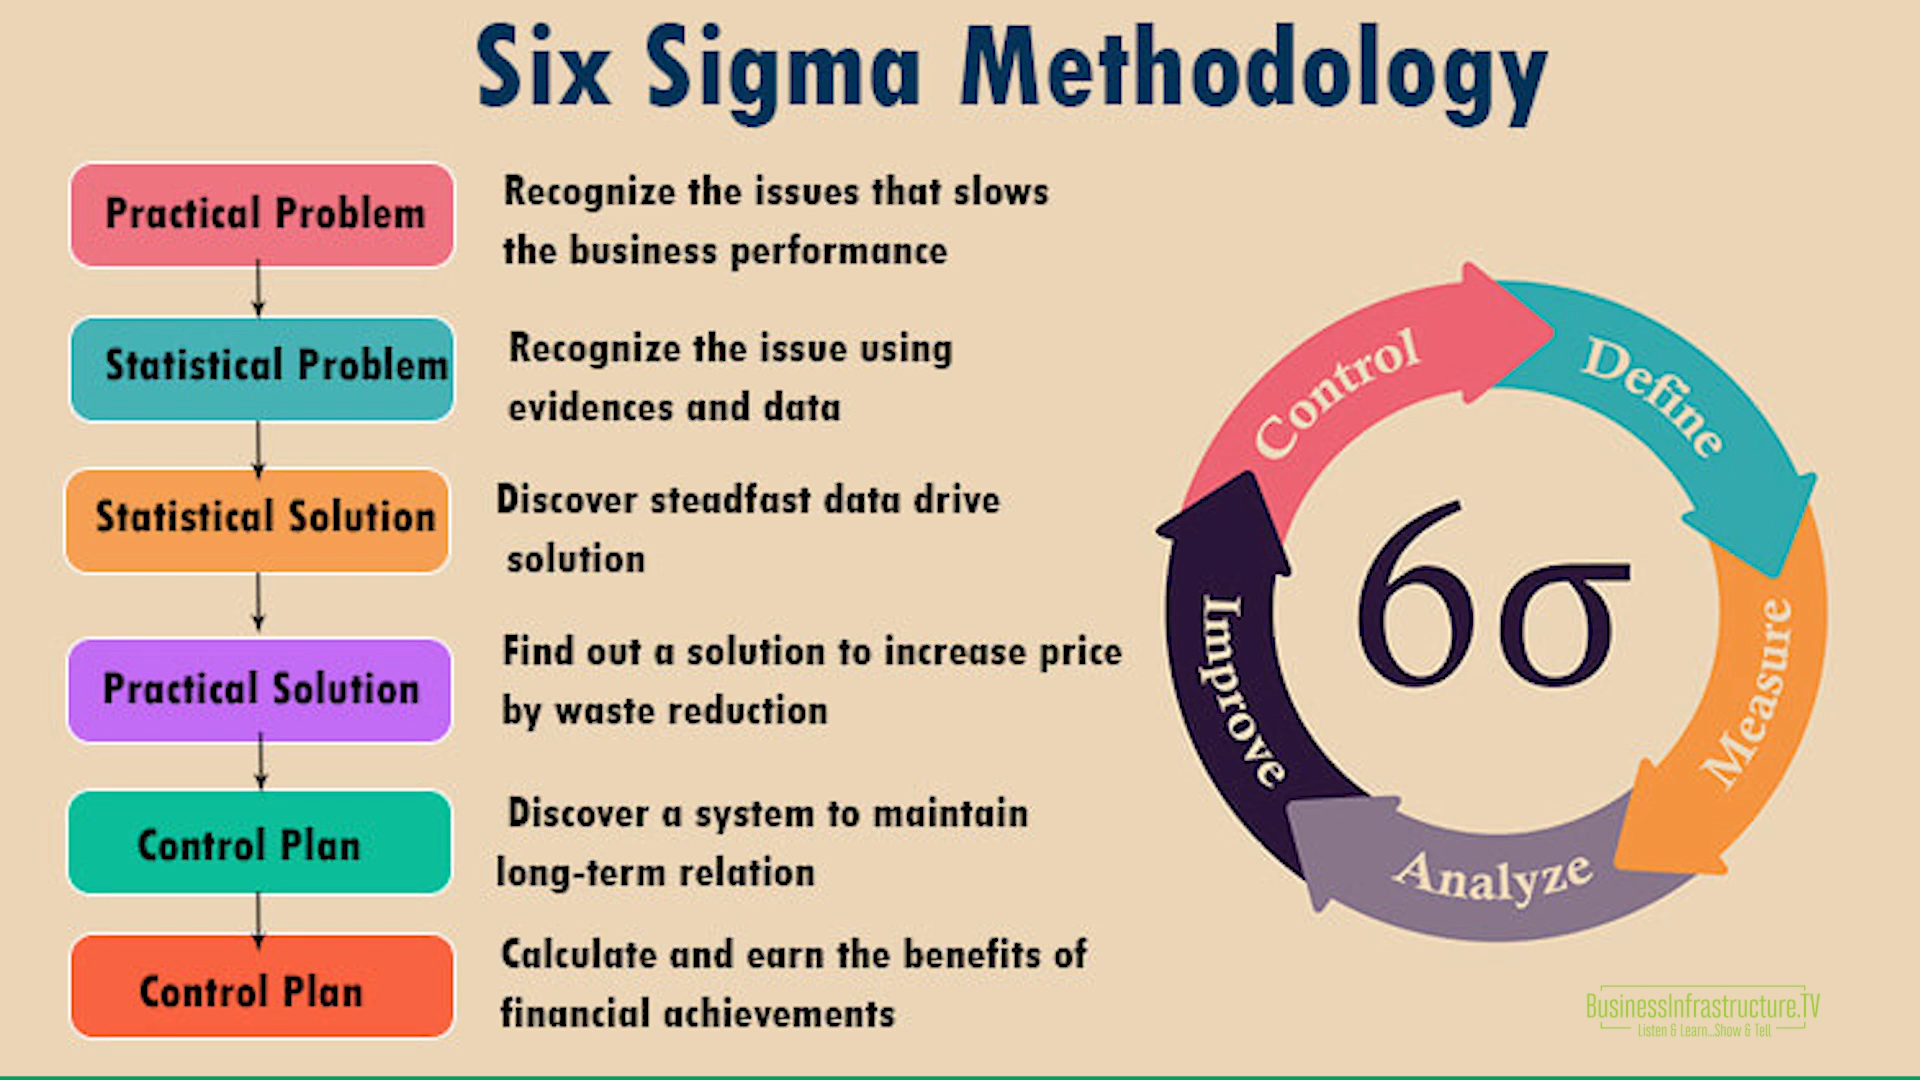 Six Sigma Methodology
Practical Problem
Recognize the issues that slows
the business performance
Statistical Problem
Recognize the issue using
evidences and data
Statistical Solution
Discover steadfast data drive
solution
Practical Solution
Find out a solution to increase price
by waste reduction
Control Plan
Discover a system to maintain
long-term relation
Control Plan
Calculate and earn the benefits of
financial achievements
Control
Define
Measure
Analyze
Improve
6σ
BusinessInfrastructure.TV
Listen & Learn...Show & Tell